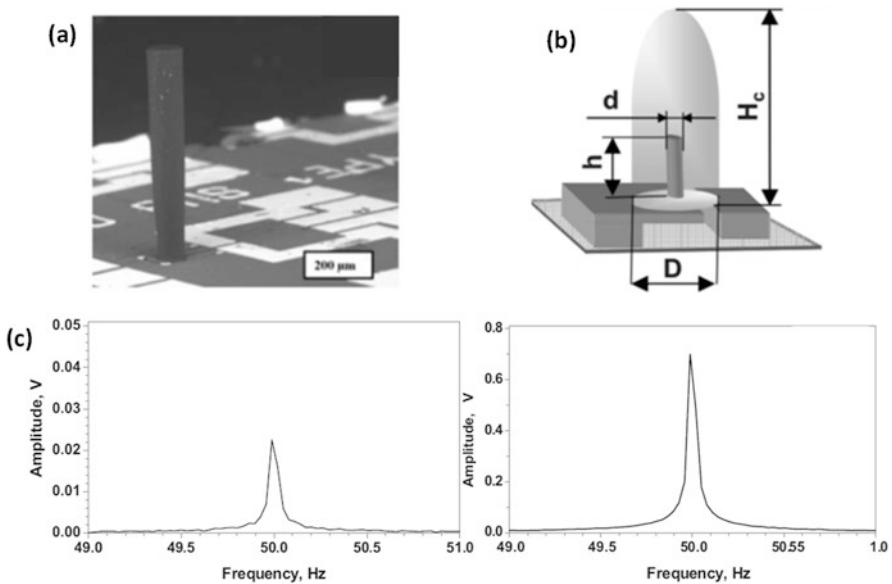 (a)
200 µm
(b)
d
h
H_c
D
(c)
0.05
0.04
0.03
0.02
0.01
0.00
Amplitude, V
49.0 49.5 50.0 50.5 51.0
Frequency, Hz
0.8
0.6
0.4
0.2
0.0
Amplitude, V
49.0 49.5 50.0 50.55 1.0
Frequency, Hz